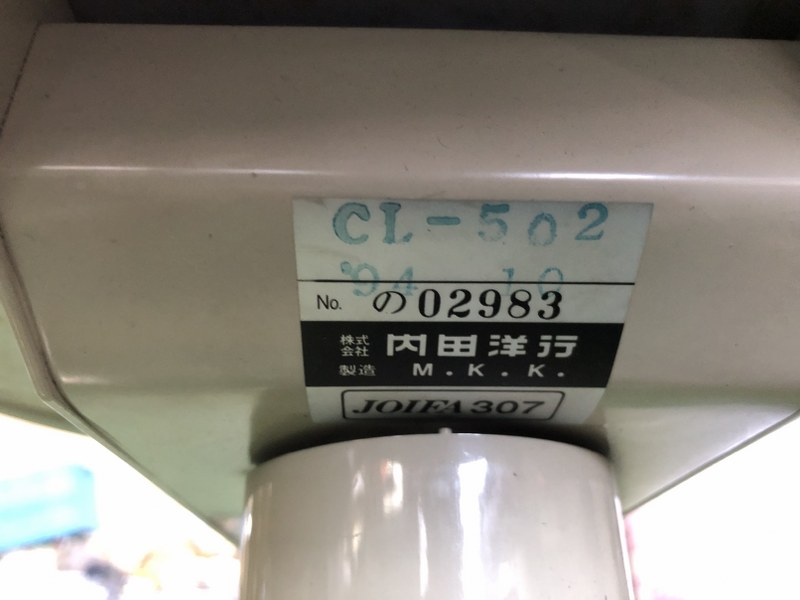 CL-502
'94 10
No. の02983
株式会社 内田洋行
製造 M.K.K.
JOIFA 307